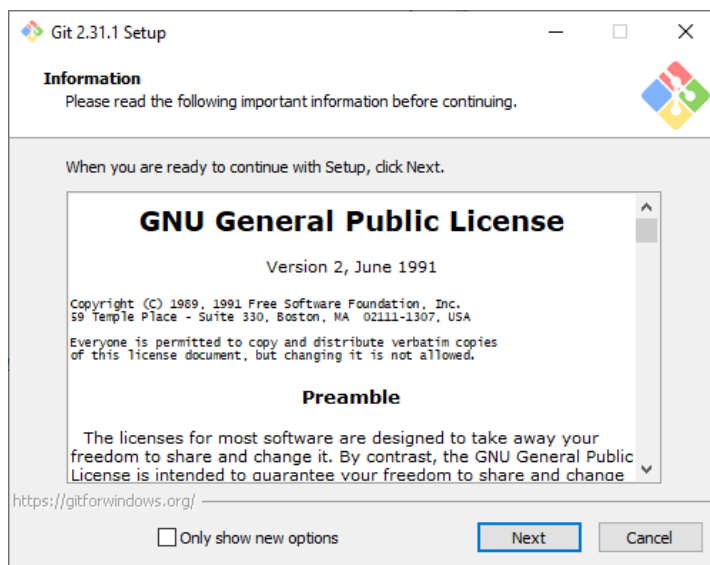 Git 2.31.1 Setup
Information
Please read the following important information before continuing.
When you are ready to continue with Setup, click Next.
GNU General Public License
Version 2, June 1991
Copyright (C) 1989, 1991 Free Software Foundation, Inc.
59 Temple Place - Suite 330, Boston, MA  02111-1307, USA
Everyone is permitted to copy and distribute verbatim copies
of this license document, but changing it is not allowed.
Preamble
The licenses for most software are designed to take away your
freedom to share and change it. By contrast, the GNU General Public
License is intended to guarantee your freedom to share and change
https://gitforwindows.org/
Only show new options
Next
Cancel